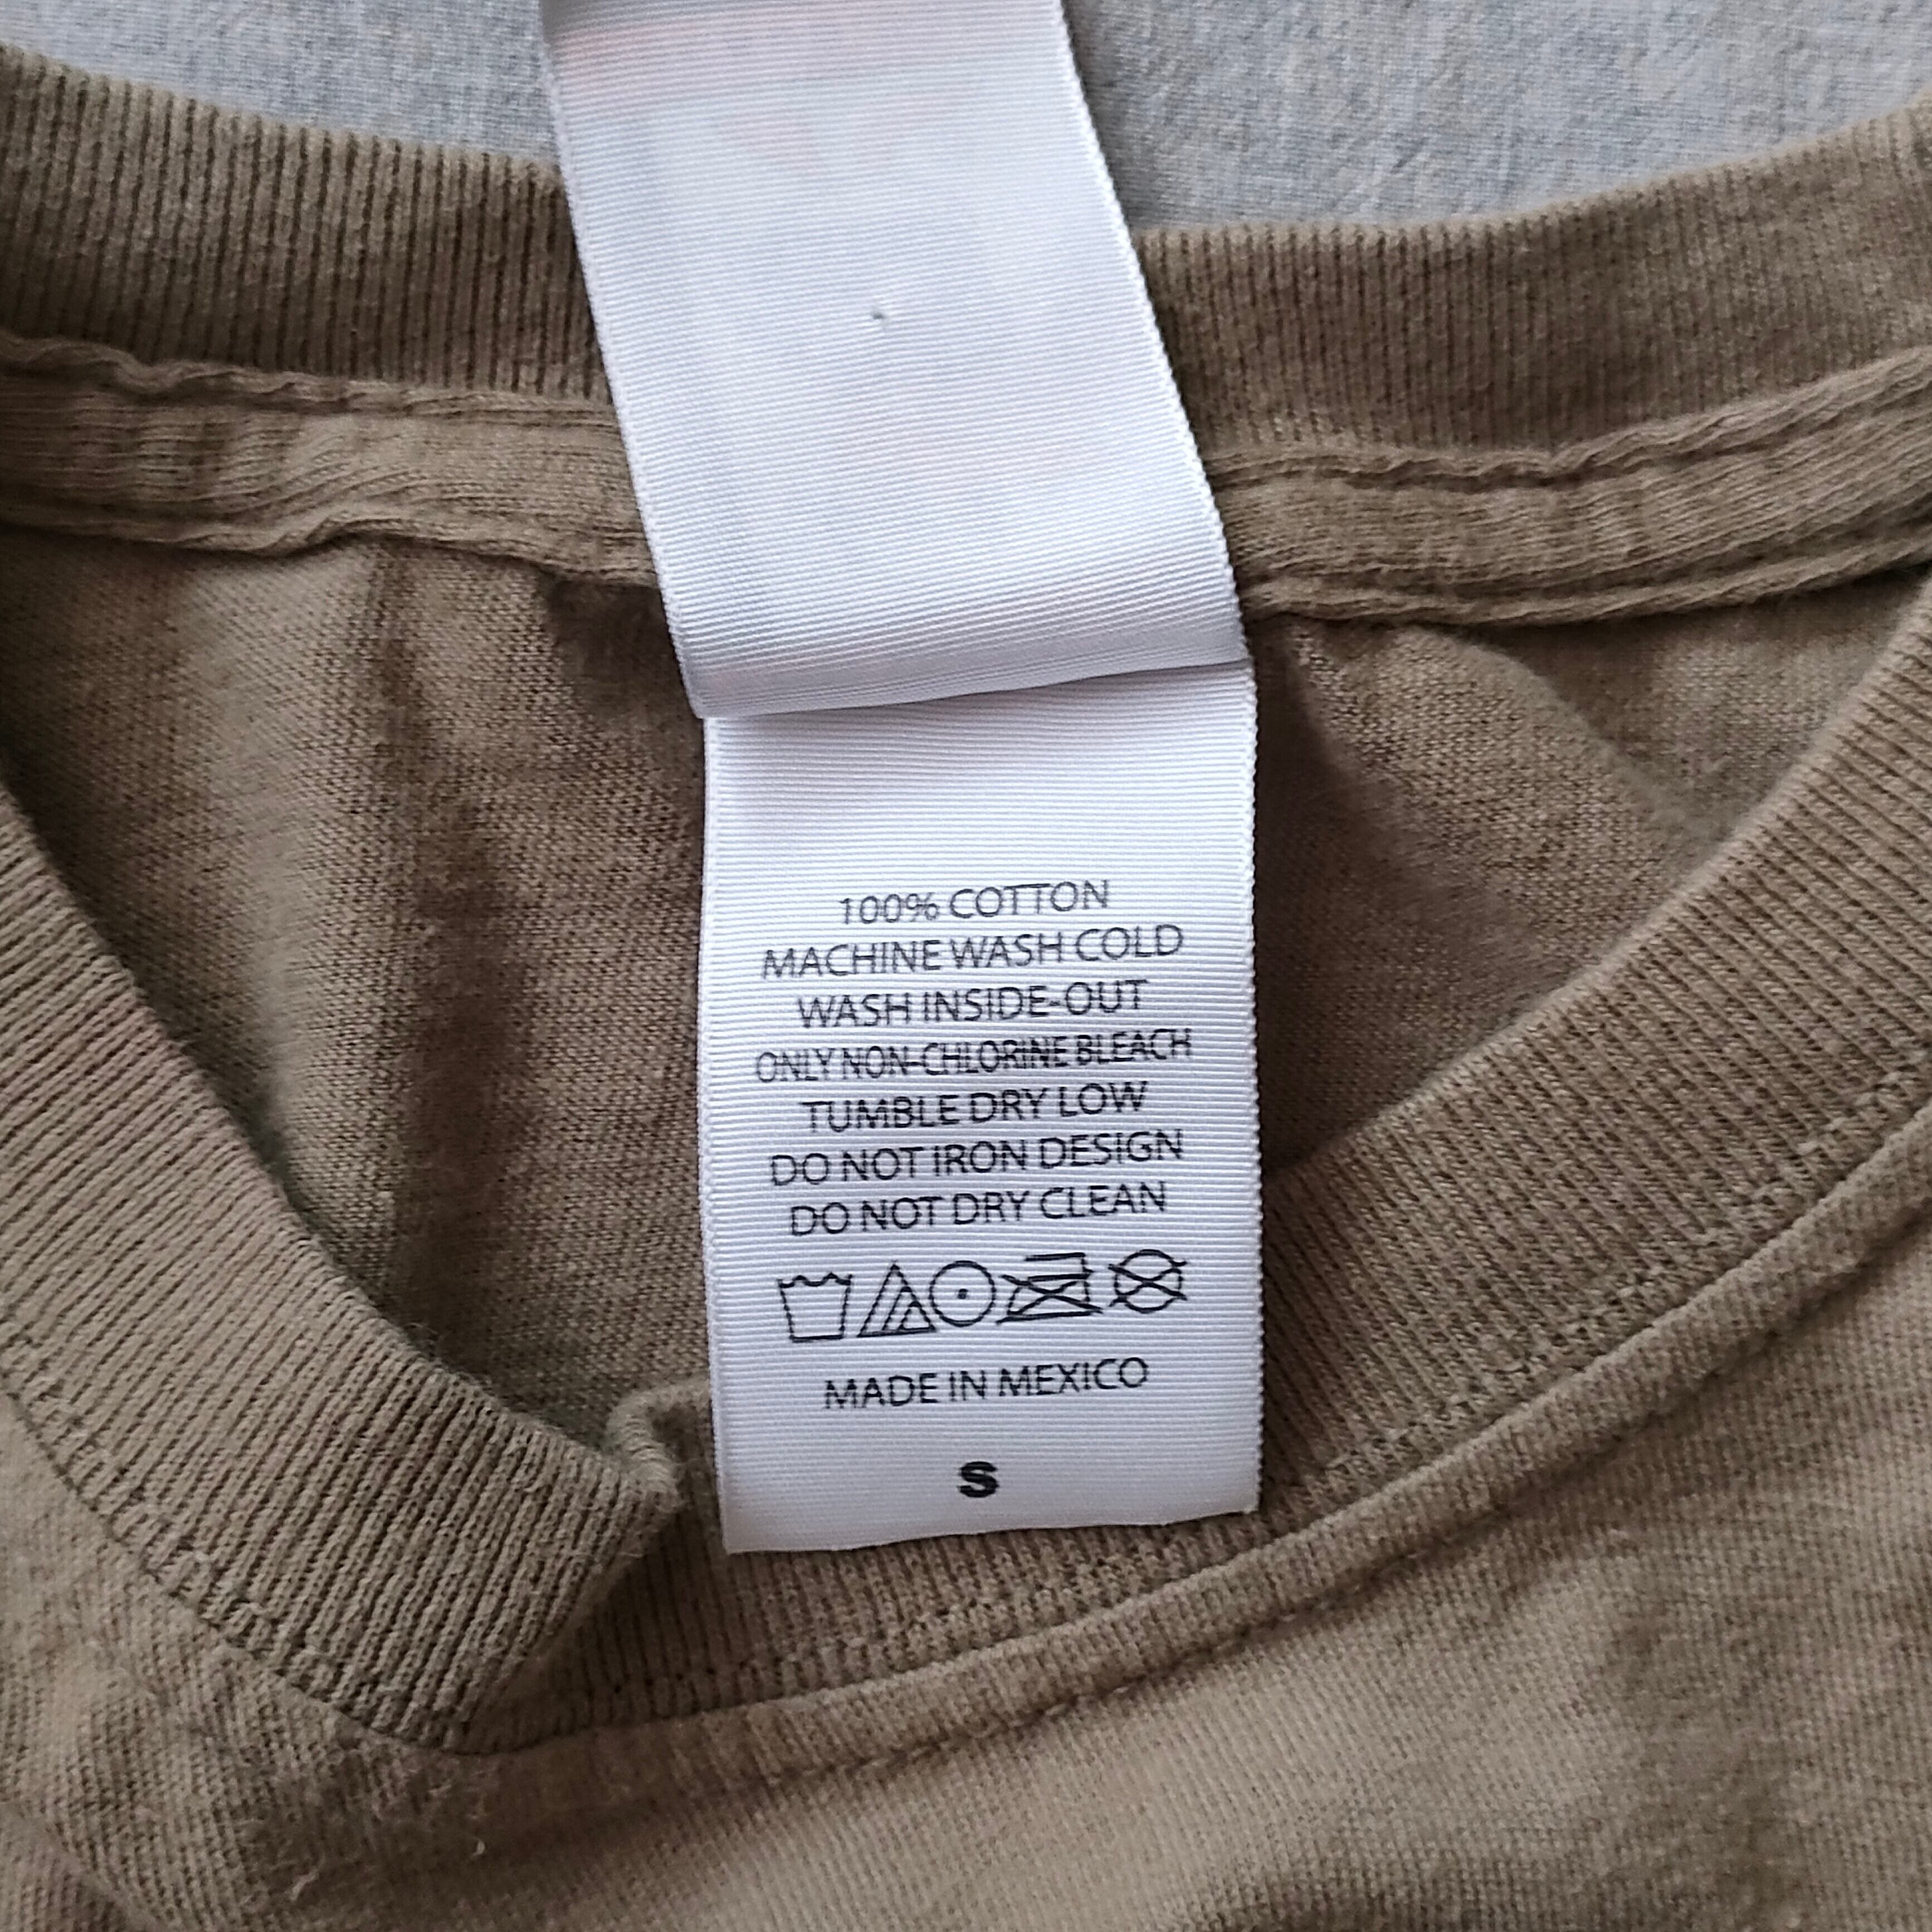 100% COTTON
MACHINE WASH COLD
WASH INSIDE-OUT
ONLY NON-CHLORINE BLEACH
TUMBLE DRY LOW
DO NOT IRON DESIGN
DO NOT DRY CLEAN
MADE IN MEXICO
S